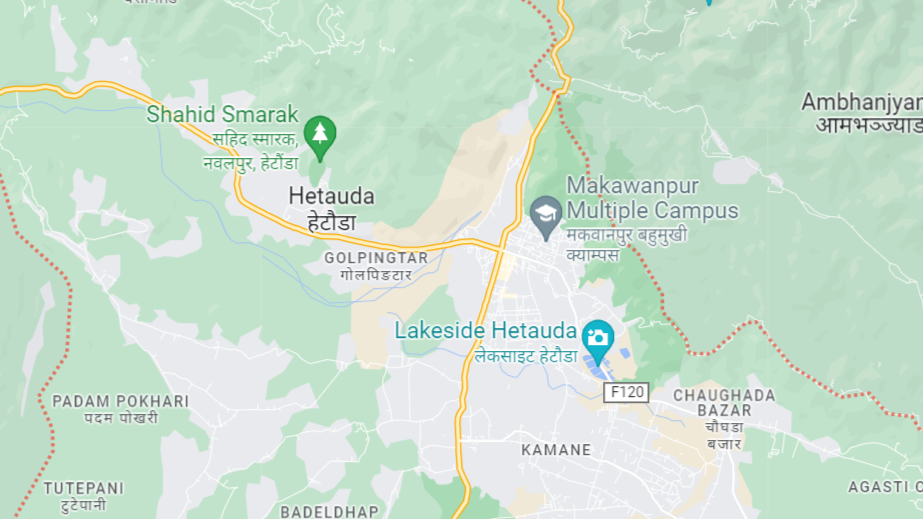 Shahid Smarak
सहिद स्मारक,
नवलपुर, हेटौंडा
Ambhanjyan
आमभञ्ज्याङ
Hetauda
हेटौडा
Makawanpur
Multiple Campus
मकवानपुर बहुमुखी
क्याम्पस
GOLPINGTAR
गोलपिङटार
Lakeside Hetauda
लेकसाइट हेटौडा
F120
PADAM POKHARI
पदम पोखरी
CHAUGHADA
BAZAR
चौघडा
बजार
KAMANE
TUTEPANI
टुटेपानी
AGASTI
BADELDHAP